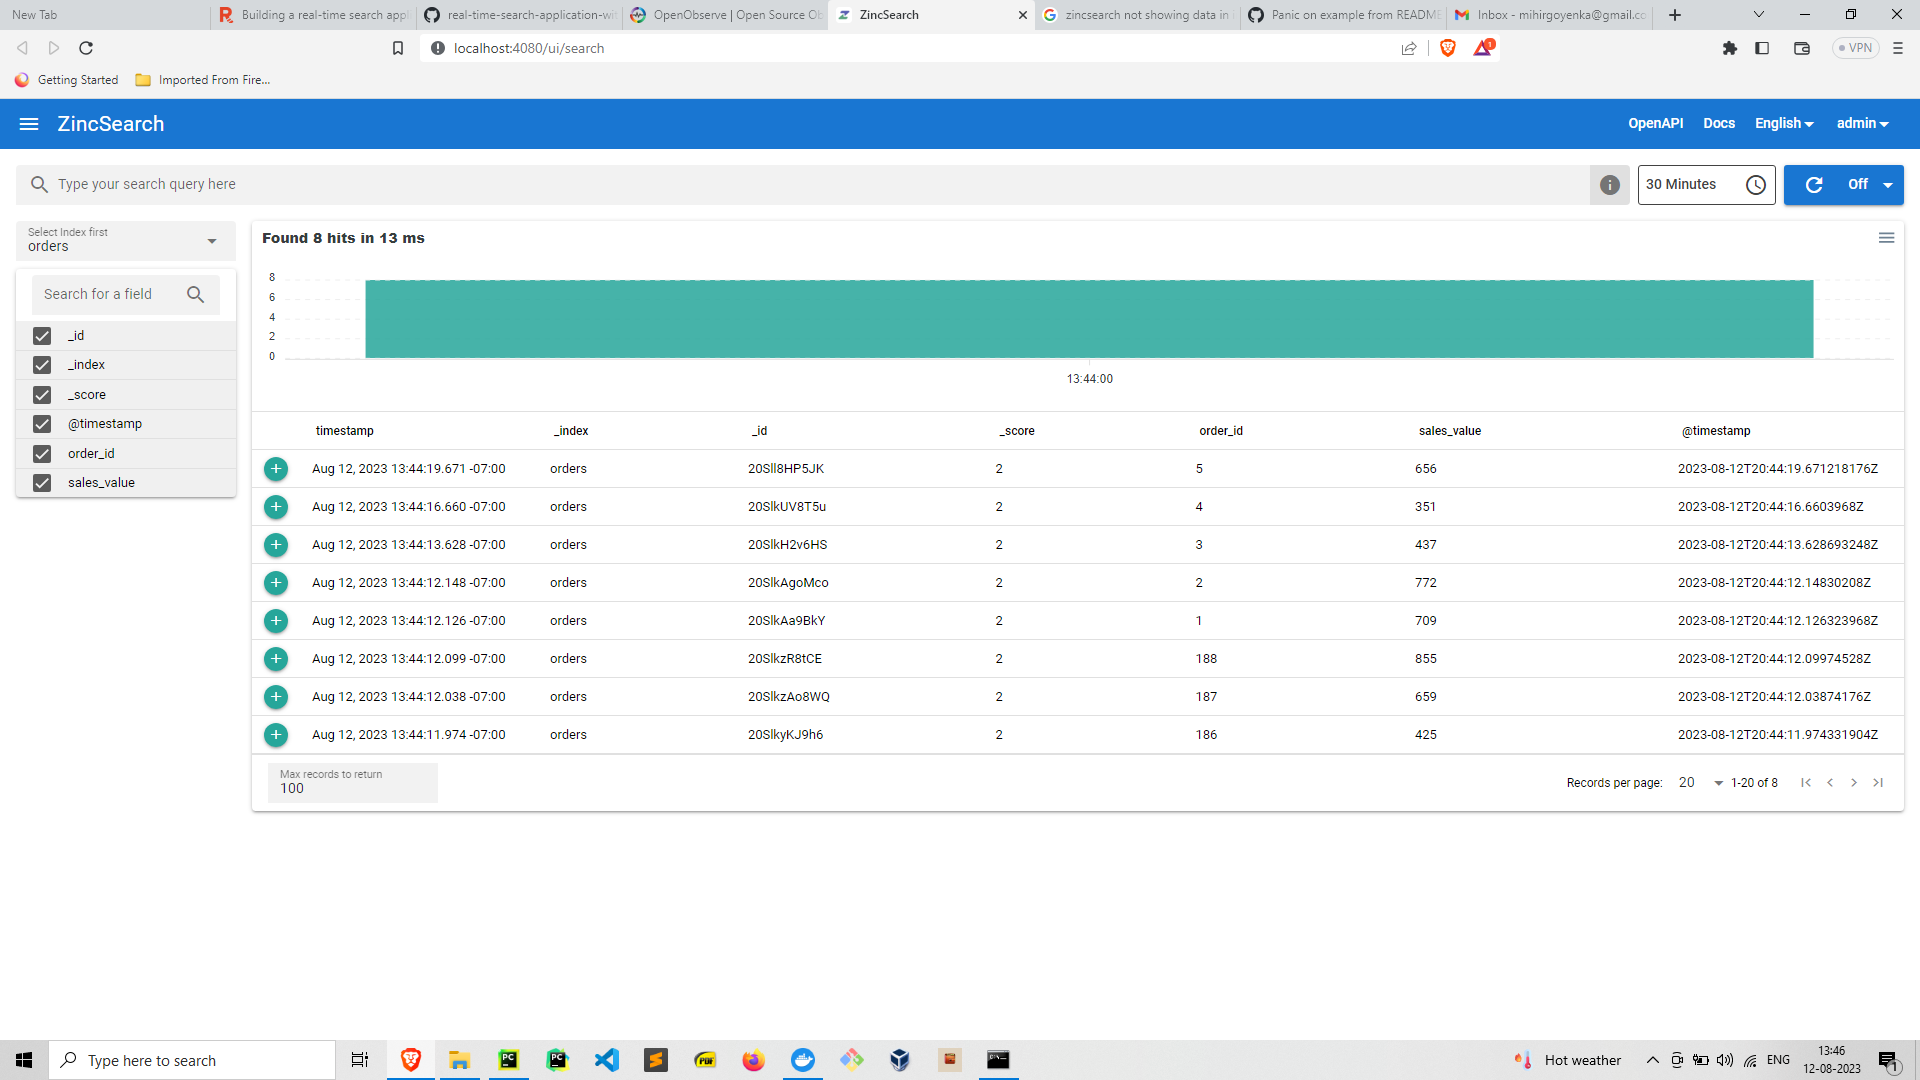 New Tab
Building a real-time search appl
real-time-search-application-wit
OpenObserve | Open Source Ob
ZincSearch
zincsearch not showing data in
Panic on example from README
Inbox - mihirgoyenka@gmail.co
localhost:4080/ui/search
1
VPN
Getting Started
Imported From Fire...
ZincSearch
OpenAPI
Docs
English
admin
Type your search query here
30 Minutes
Off
Select Index first
orders
Search for a field
_id
_index
_score
@timestamp
order_id
sales_value
Found 8 hits in 13 ms
8
6
4
2
0
13:44:00
timestamp _index _id _score order_id sales_value @timestamp
Aug 12, 2023 13:44:19.671 -07:00 orders 20Sll8HP5JK 2 5 656 2023-08-12T20:44:19.671218176Z
Aug 12, 2023 13:44:16.660 -07:00 orders 20SlkUV8T5u 2 4 351 2023-08-12T20:44:16.6603968Z
Aug 12, 2023 13:44:13.628 -07:00 orders 20SlkH2v6HS 2 3 437 2023-08-12T20:44:13.628693248Z
Aug 12, 2023 13:44:12.148 -07:00 orders 20SlkAgoMco 2 2 772 2023-08-12T20:44:12.14830208Z
Aug 12, 2023 13:44:12.126 -07:00 orders 20SlkAa9BkY 2 1 709 2023-08-12T20:44:12.126323968Z
Aug 12, 2023 13:44:12.099 -07:00 orders 20SlkzR8tCE 2 188 855 2023-08-12T20:44:12.09974528Z
Aug 12, 2023 13:44:12.038 -07:00 orders 20SlkzAo8WQ 2 187 659 2023-08-12T20:44:12.03874176Z
Aug 12, 2023 13:44:11.974 -07:00 orders 20SlkyKJ9h6 2 186 425 2023-08-12T20:44:11.974331904Z
Max records to return
100
Records per page: 20 1-20 of 8
Type here to search
PC
PC
PDF
Hot weather
ENG
13:46
12-08-2023
1